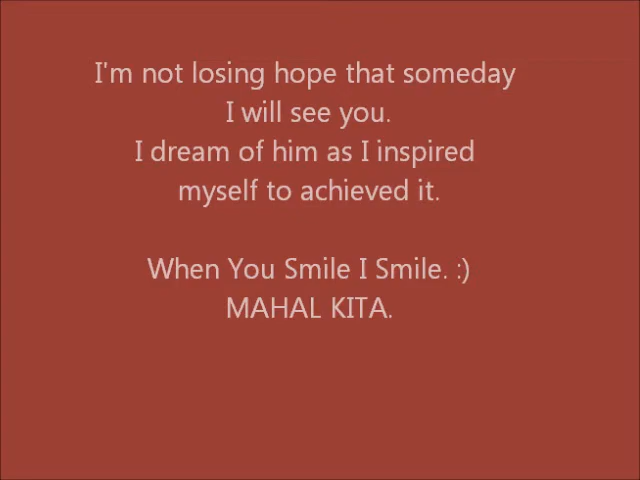 I'm not losing hope that someday
I will see you.
I dream of him as I inspired
myself to achieved it.
When You Smile I Smile. :)
MAHAL KITA.